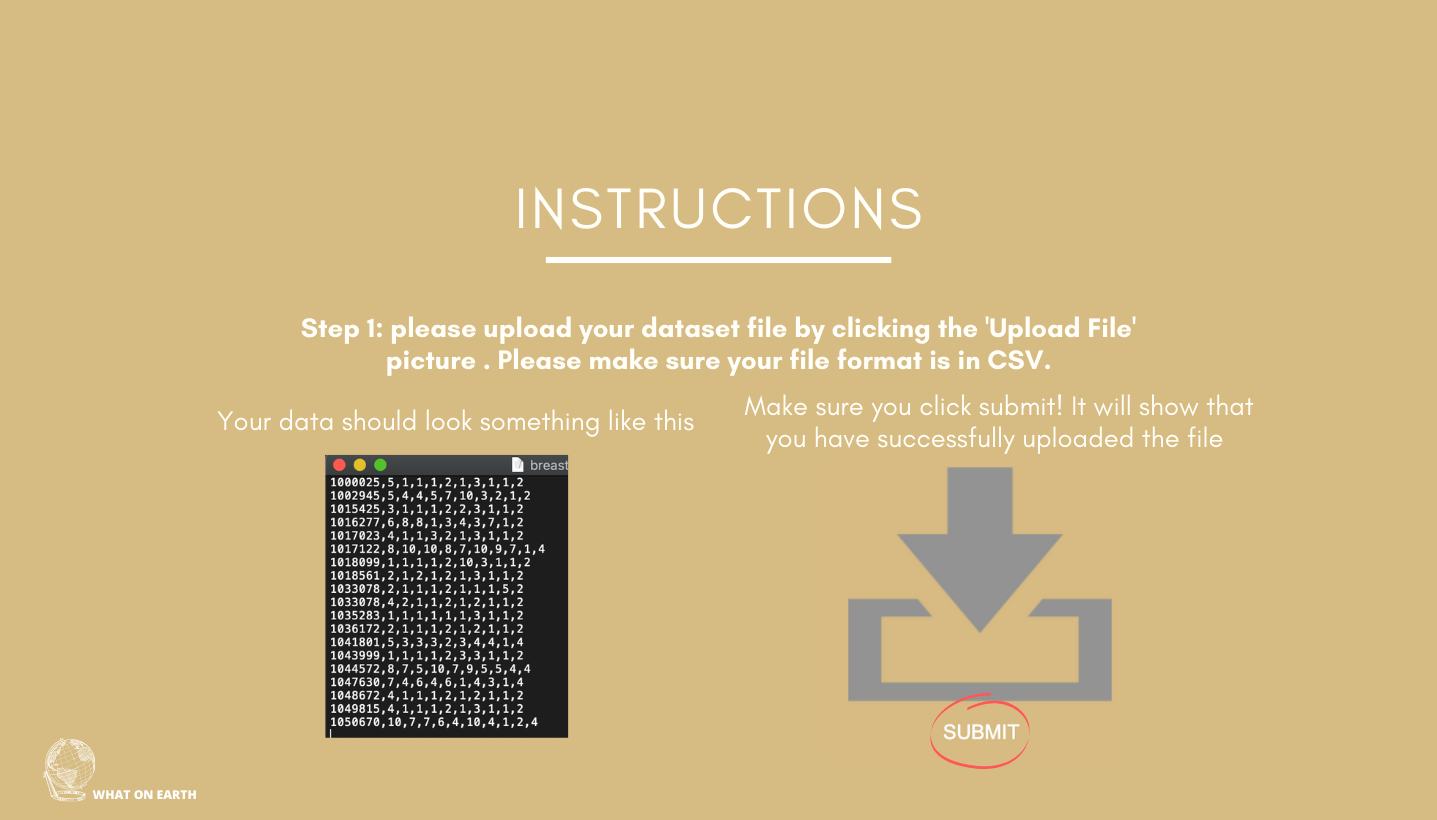 INSTRUCTIONS
Step 1: please upload your dataset file by clicking the 'Upload File'
picture . Please make sure your file format is in CSV.
Your data should look something like this
Make sure you click submit! It will show that
you have successfully uploaded the file
breast
1000025,5,1,1,1,2,1,3,1,1,2
1002945,5,4,4,5,7,10,3,2,1,2
1015425,3,1,1,1,2,2,3,1,1,2
1016277,6,8,8,1,3,4,3,7,1,2
1017023,4,1,1,3,2,1,3,1,1,2
1017122,8,10,10,8,7,10,9,7,1,4
1018099,1,1,1,1,2,10,3,1,1,2
1018561,2,1,2,1,2,1,3,1,1,2
1033078,2,1,1,1,2,1,1,1,5,2
1033078,4,2,1,1,2,1,2,1,1,2
1035283,1,1,1,1,1,1,3,1,1,2
1036172,2,1,1,1,2,1,2,1,1,2
1041801,5,3,3,3,2,3,4,4,1,4
1043999,1,1,1,1,2,3,3,1,1,2
1044572,8,7,5,10,7,9,5,5,4,4
1047630,7,4,6,4,6,1,4,3,1,4
1048672,4,1,1,1,2,1,2,1,1,2
1049815,4,1,1,1,2,1,3,1,1,2
1050670,10,7,7,6,4,10,4,1,2,4
SUBMIT
WHAT ON EARTH